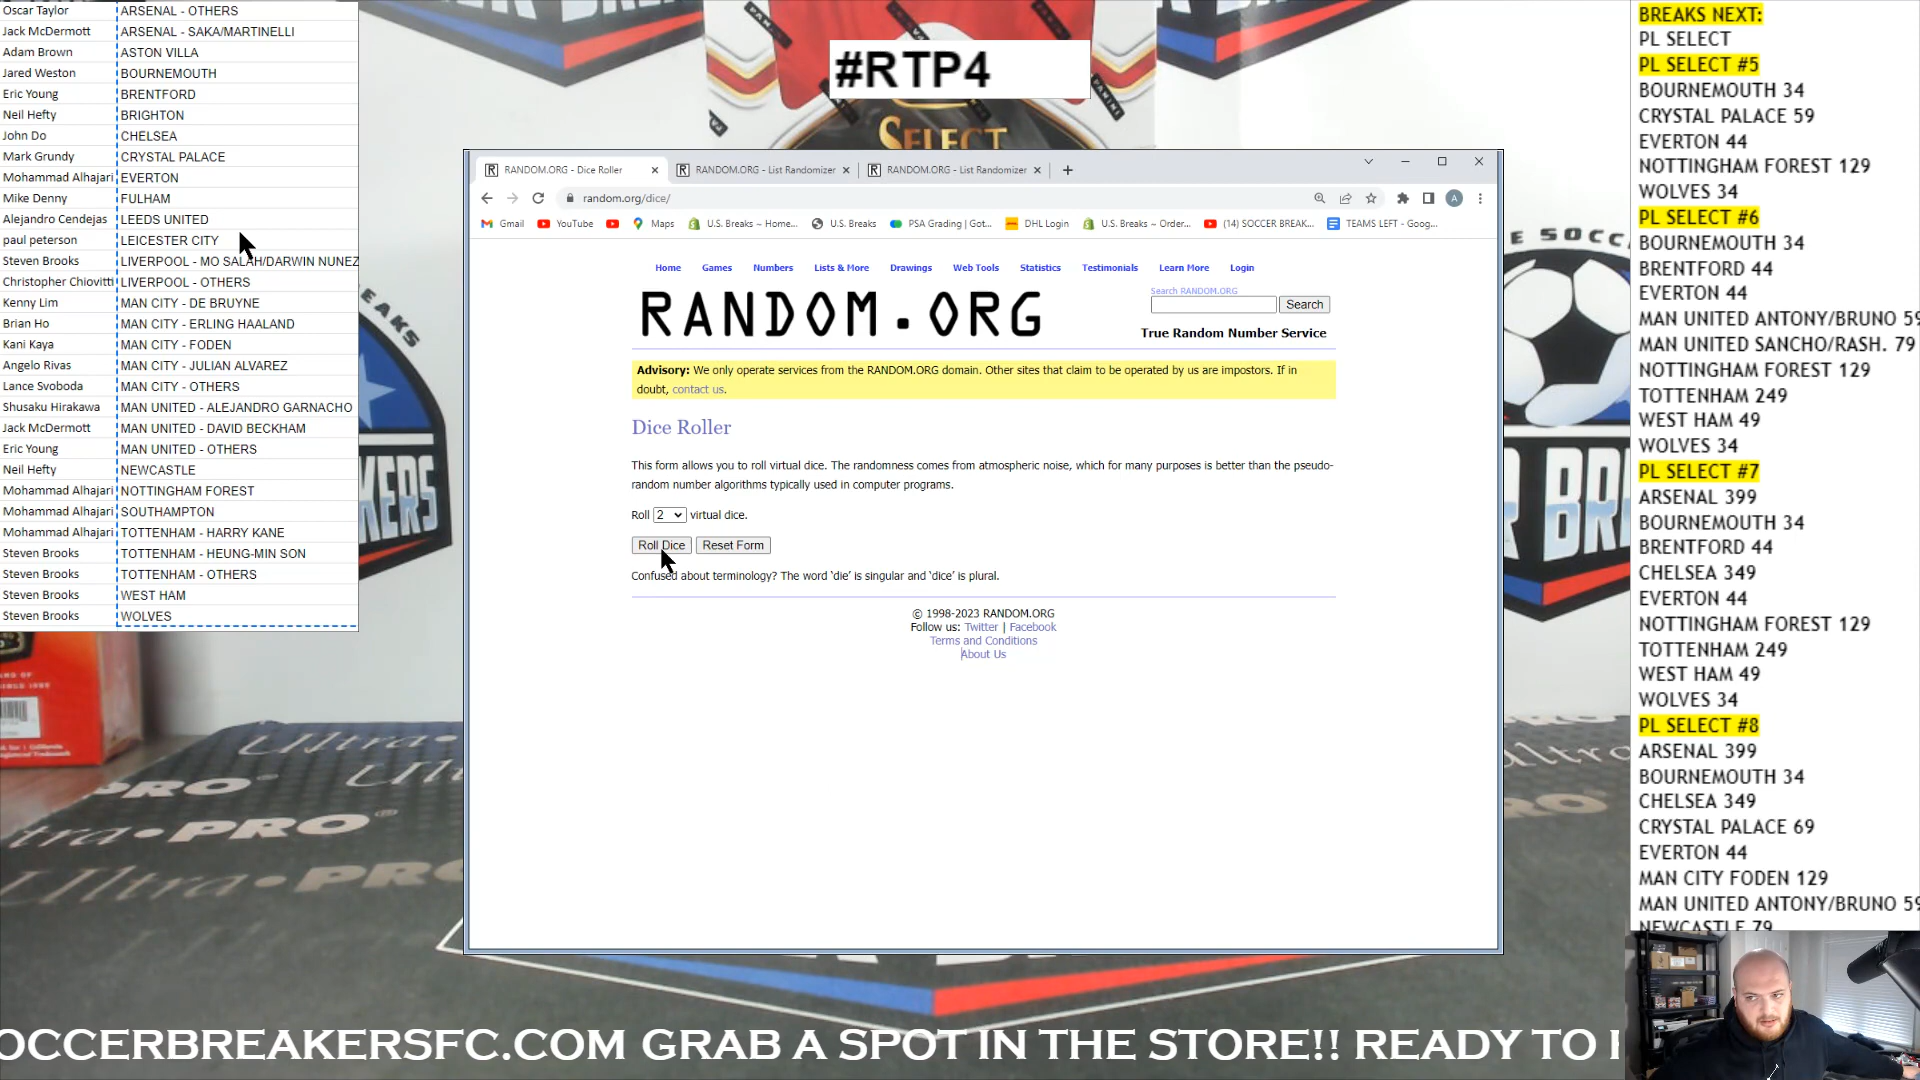 Oscar Taylor ARSENAL - OTHERS
Jack McDermott ARSENAL - SAKA/MARTINELLI
Adam Brown ASTON VILLA
Jared Weston BOURNEMOUTH
Eric Young BRENTFORD
Neil Hefty BRIGHTON
John Do CHELSEA
Mark Grundy CRYSTAL PALACE
Mohammad Alhajari EVERTON
Mike Denny FULHAM
Alejandro Cendejas LEEDS UNITED
paul peterson LEICESTER CITY
Steven Brooks LIVERPOOL - MO SALAH/DARWIN NUNEZ
Christopher Chiovitti LIVERPOOL - OTHERS
Kenny Lim MAN CITY - DE BRUYNE
Brian Ho MAN CITY - ERLING HAALAND
Kani Kaya MAN CITY - FODEN
Angelo Rivas MAN CITY - JULIAN ALVAREZ
Lance Svoboda MAN CITY - OTHERS
Shusaku Hirakawa MAN UNITED - ALEJANDRO GARNACHO
Jack McDermott MAN UNITED - DAVID BECKHAM
Eric Young MAN UNITED - OTHERS
Neil Hefty NEWCASTLE
Mohammad Alhajari NOTTINGHAM FOREST
Mohammad Alhajari SOUTHAMPTON
Mohammad Alhajari TOTTENHAM - HARRY KANE
Steven Brooks TOTTENHAM - HEUNG-MIN SON
Steven Brooks TOTTENHAM - OTHERS
Steven Brooks WEST HAM
Steven Brooks WOLVES
#RTP4
SELECT
RANDOM.ORG - Dice Roller RANDOM.ORG - List Randomizer RANDOM.ORG - List Randomizer
random.org/dice/
Gmail YouTube Maps U.S. Breaks ~ Home... U.S. Breaks PSA Grading | Got... DHL Login U.S. Breaks ~ Order... (14) SOCCER BREAK... TEAMS LEFT - Goog...
Home Games Numbers Lists & More Drawings Web Tools Statistics Testimonials Learn More Login
Search RANDOM.ORG
RANDOM.ORG
Search
True Random Number Service
Advisory: We only operate services from the RANDOM.ORG domain. Other sites that claim to be operated by us are impostors. If in
doubt, contact us.
Dice Roller
This form allows you to roll virtual dice. The randomness comes from atmospheric noise, which for many purposes is better than the pseudo-
random number algorithms typically used in computer programs.
Roll 2 virtual dice.
Roll Dice Reset Form
Confused about terminology? The word ‘die’ is singular and ‘dice’ is plural.
© 1998-2023 RANDOM.ORG
Follow us: Twitter | Facebook
Terms and Conditions
About Us
BREAKS NEXT:
PL SELECT
PL SELECT #5
BOURNEMOUTH 34
CRYSTAL PALACE 59
EVERTON 44
NOTTINGHAM FOREST 129
WOLVES 34
PL SELECT #6
BOURNEMOUTH 34
BRENTFORD 44
EVERTON 44
MAN UNITED ANTONY/BRUNO 59
MAN UNITED SANCHO/RASH. 79
NOTTINGHAM FOREST 129
TOTTENHAM 249
WEST HAM 49
WOLVES 34
PL SELECT #7
ARSENAL 399
BOURNEMOUTH 34
BRENTFORD 44
CHELSEA 349
EVERTON 44
NOTTINGHAM FOREST 129
TOTTENHAM 249
WEST HAM 49
WOLVES 34
PL SELECT #8
ARSENAL 399
BOURNEMOUTH 34
CHELSEA 349
CRYSTAL PALACE 69
EVERTON 44
MAN CITY FODEN 129
MAN UNITED ANTONY/BRUNO 59
NEWCASTLE 79
Ultra•PRO
OCCERBREAKERSFC.COM GRAB A SPOT IN THE STORE!! READY TO